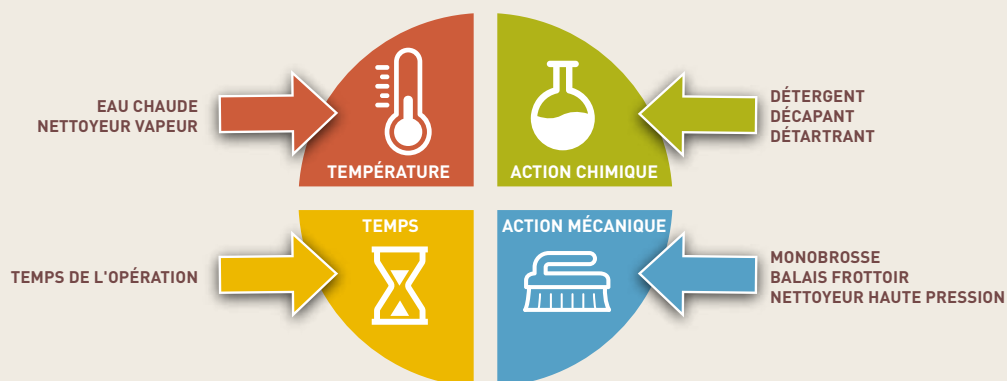 EAU CHAUDE
NETTOYEUR VAPEUR
TEMPÉRATURE
ACTION CHIMIQUE
DÉTERGENT
DÉCAPANT
DÉTARTRANT
TEMPS DE L'OPÉRATION
TEMPS
ACTION MÉCANIQUE
MONOBROSSE
BALAIS FROTTOIR
NETTOYEUR HAUTE PRESSION